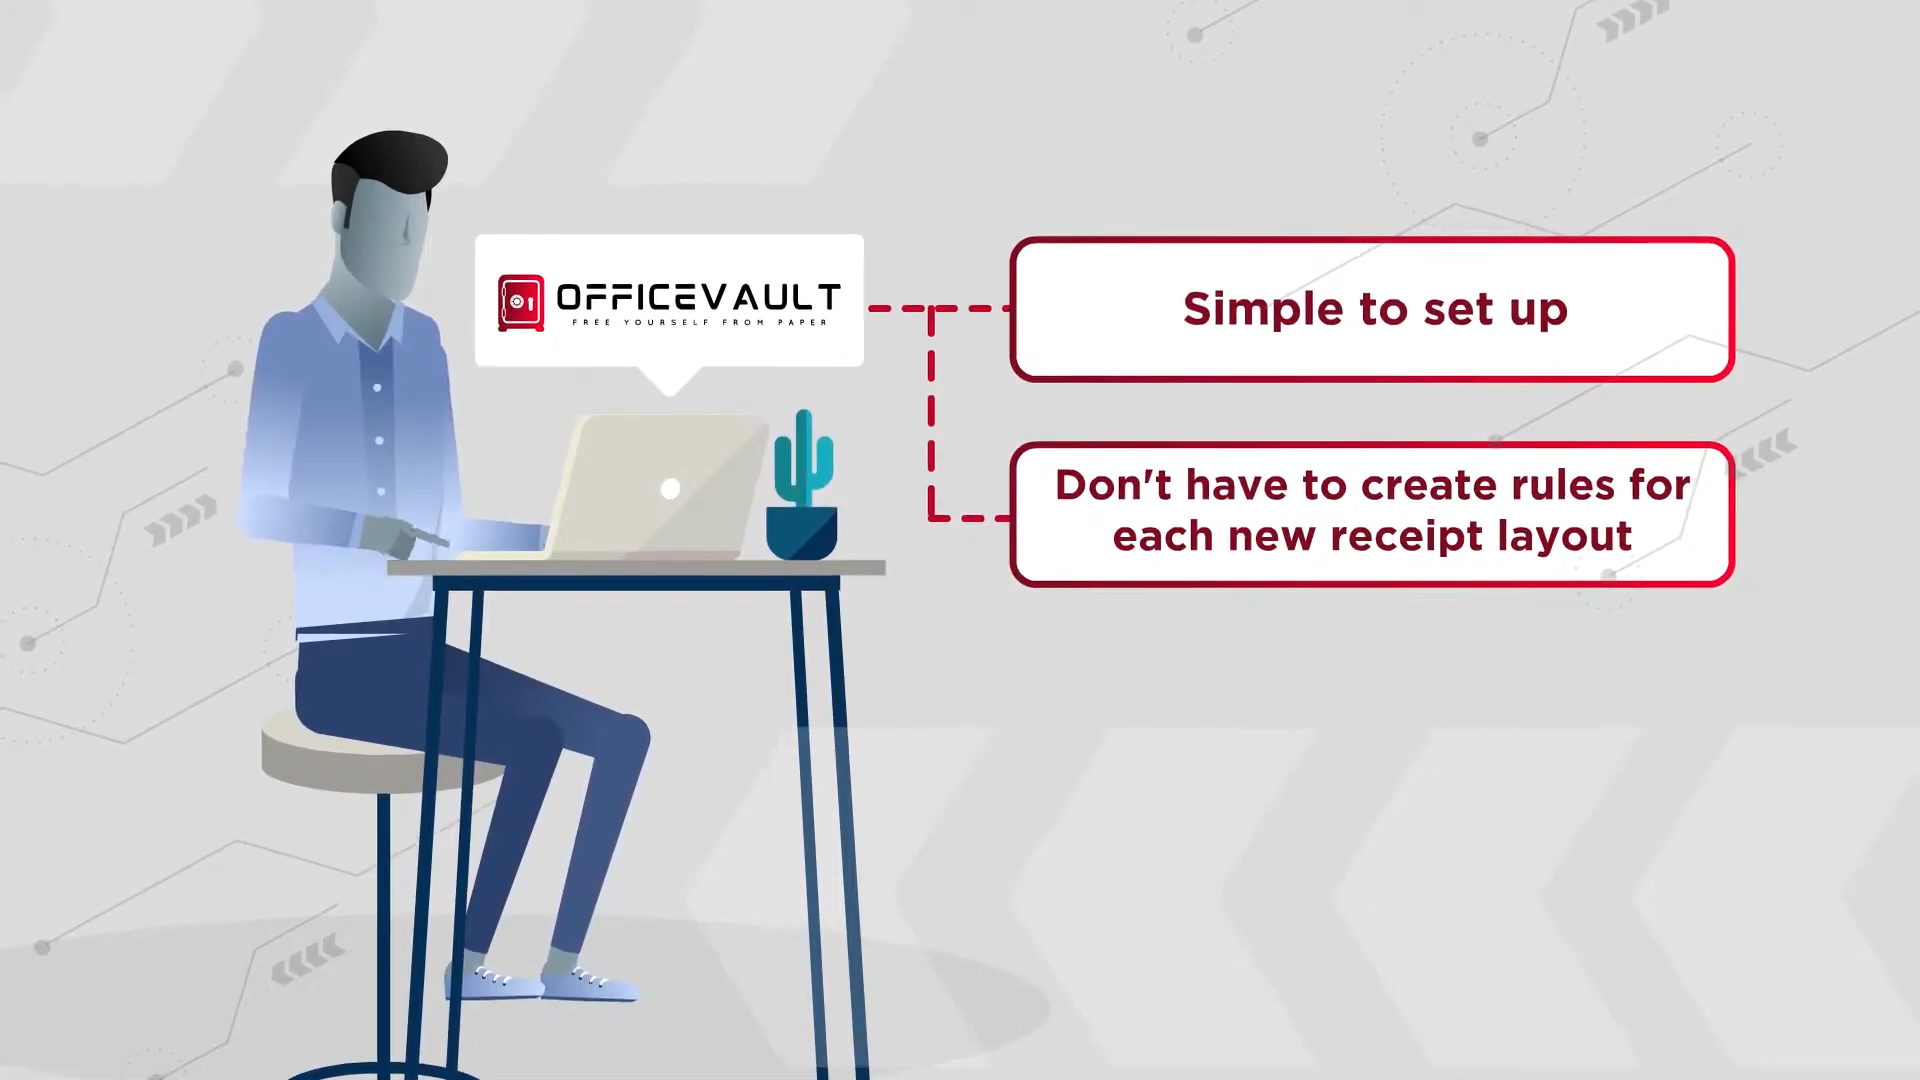 OFFICEVAULT
FREE YOURSELF FROM PAPER
Simple to set up
Don't have to create rules for
each new receipt layout